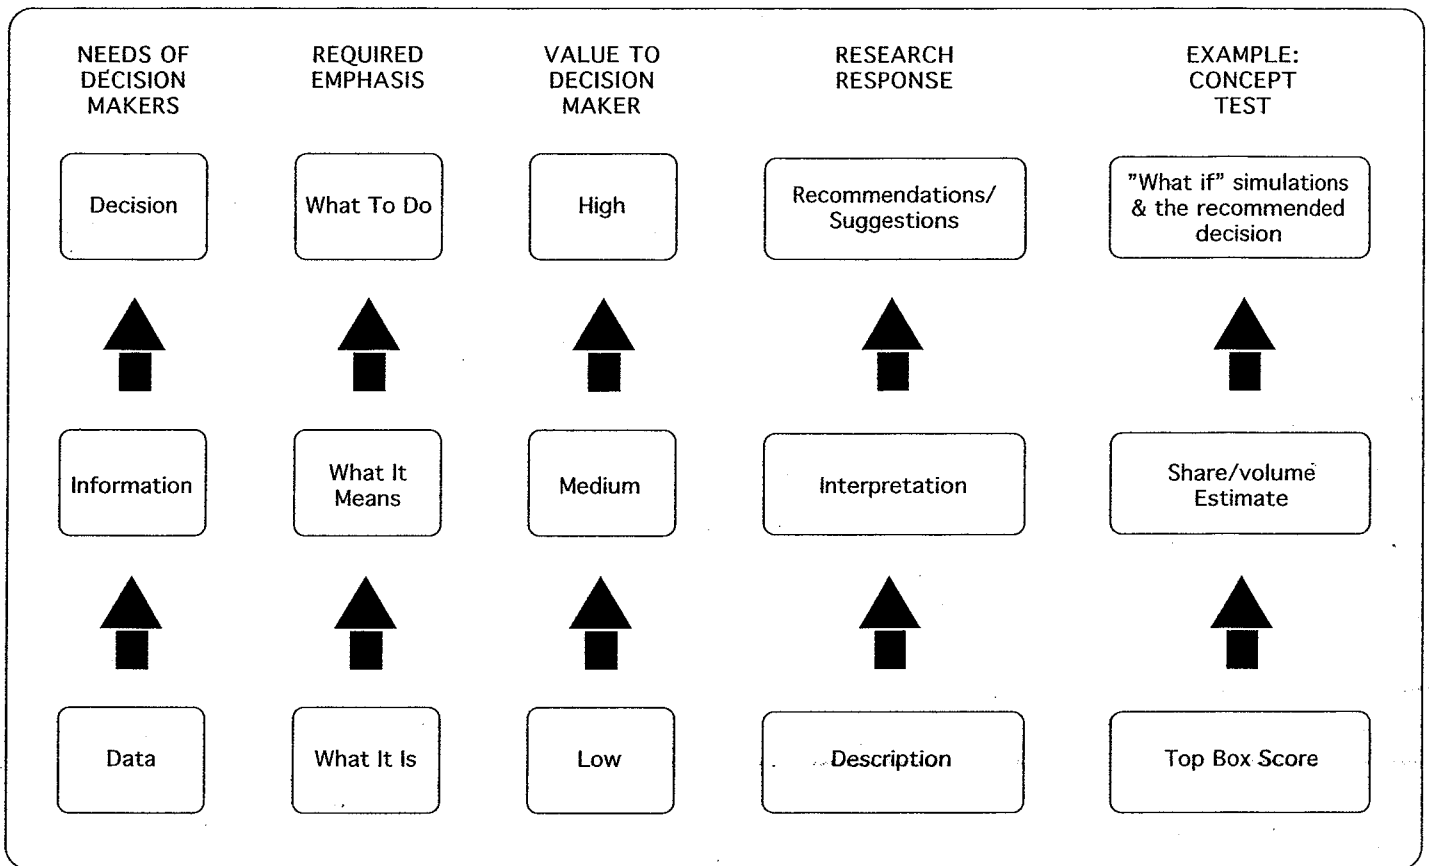 NEEDS OF
DECISION
MAKERS
REQUIRED
EMPHASIS
VALUE TO
DECISION
MAKER
RESEARCH
RESPONSE
EXAMPLE:
CONCEPT
TEST
Decision
What To Do
High
Recommendations/
Suggestions
"What if" simulations
& the recommended
decision
Information
What It
Means
Medium
Interpretation
Share/volume
Estimate
Data
What It Is
Low
Description
Top Box Score